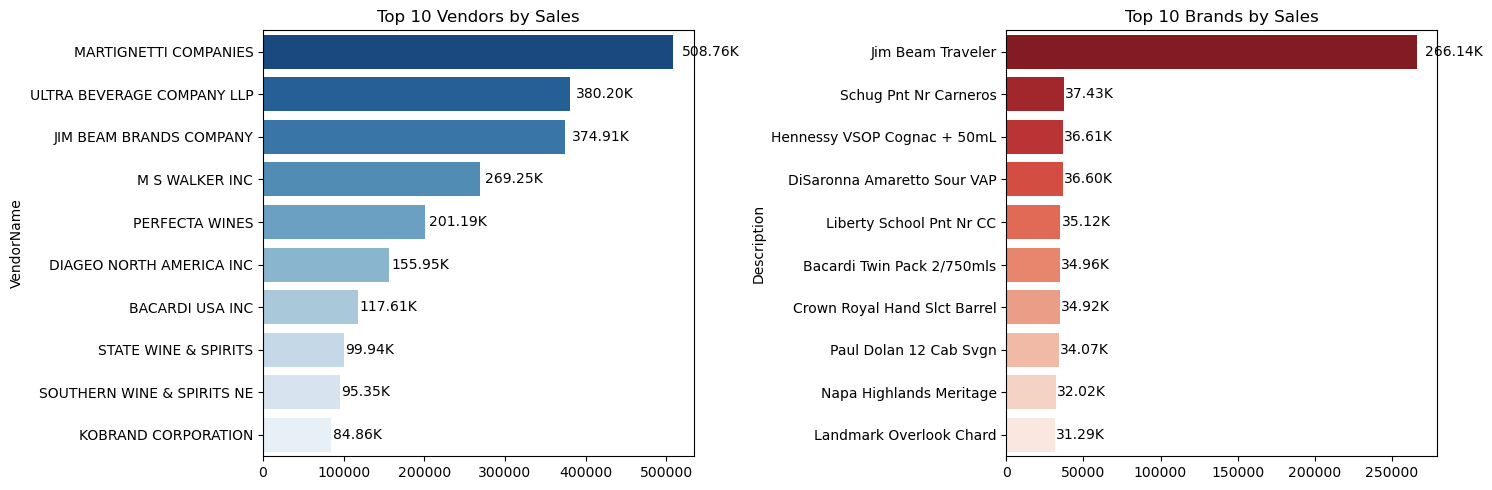 Top 10 Vendors by Sales
VendorName
MARTIGNETTI COMPANIES 508.76K
ULTRA BEVERAGE COMPANY LLP 380.20K
JIM BEAM BRANDS COMPANY 374.91K
M S WALKER INC 269.25K
PERFECTA WINES 201.19K
DIAGEO NORTH AMERICA INC 155.95K
BACARDI USA INC 117.61K
STATE WINE & SPIRITS 99.94K
SOUTHERN WINE & SPIRITS NE 95.35K
KOBRAND CORPORATION 84.86K
0 100000 200000 300000 400000 500000
Top 10 Brands by Sales
Description
Jim Beam Traveler 266.14K
Schug Pnt Nr Carneros 37.43K
Hennessy VSOP Cognac + 50mL 36.61K
DiSaronna Amaretto Sour VAP 36.60K
Liberty School Pnt Nr CC 35.12K
Bacardi Twin Pack 2/750mls 34.96K
Crown Royal Hand Slct Barrel 34.92K
Paul Dolan 12 Cab Svgn 34.07K
Napa Highlands Meritage 32.02K
Landmark Overlook Chard 31.29K
0 50000 100000 150000 200000 250000